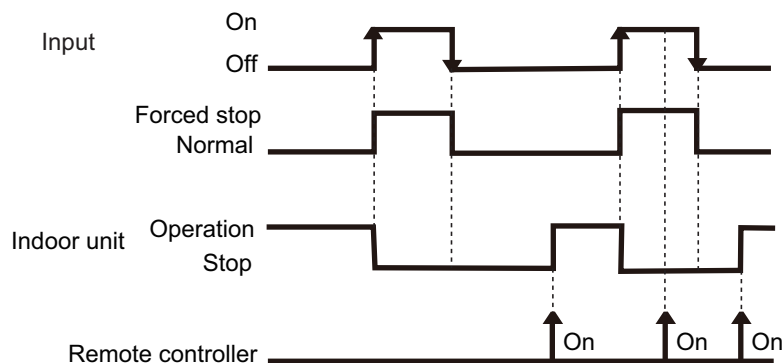 On
Input
Off
Forced stop
Normal
Operation
Indoor unit
Stop
On
On
On
Remote controller